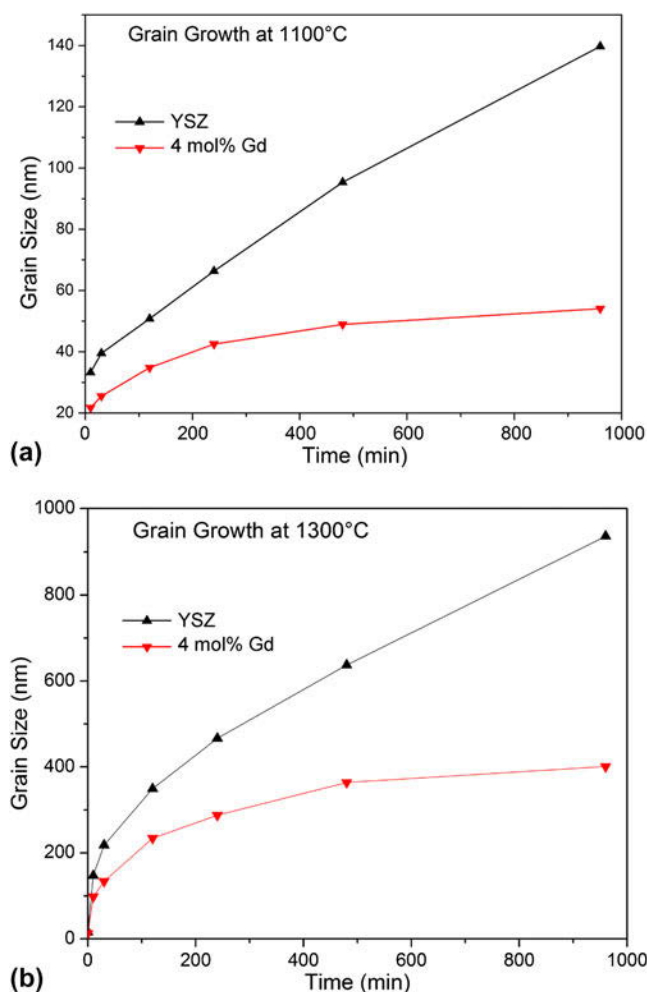 Grain Growth at 1100°C
YSZ
4 mol% Gd
Grain Size (nm)
140
120
100
80
60
40
20
0
200
400
600
800
1000
Time (min)
(a)
Grain Growth at 1300°C
YSZ
4 mol% Gd
Grain Size (nm)
1000
800
600
400
200
0
0
200
400
600
800
1000
Time (min)
(b)